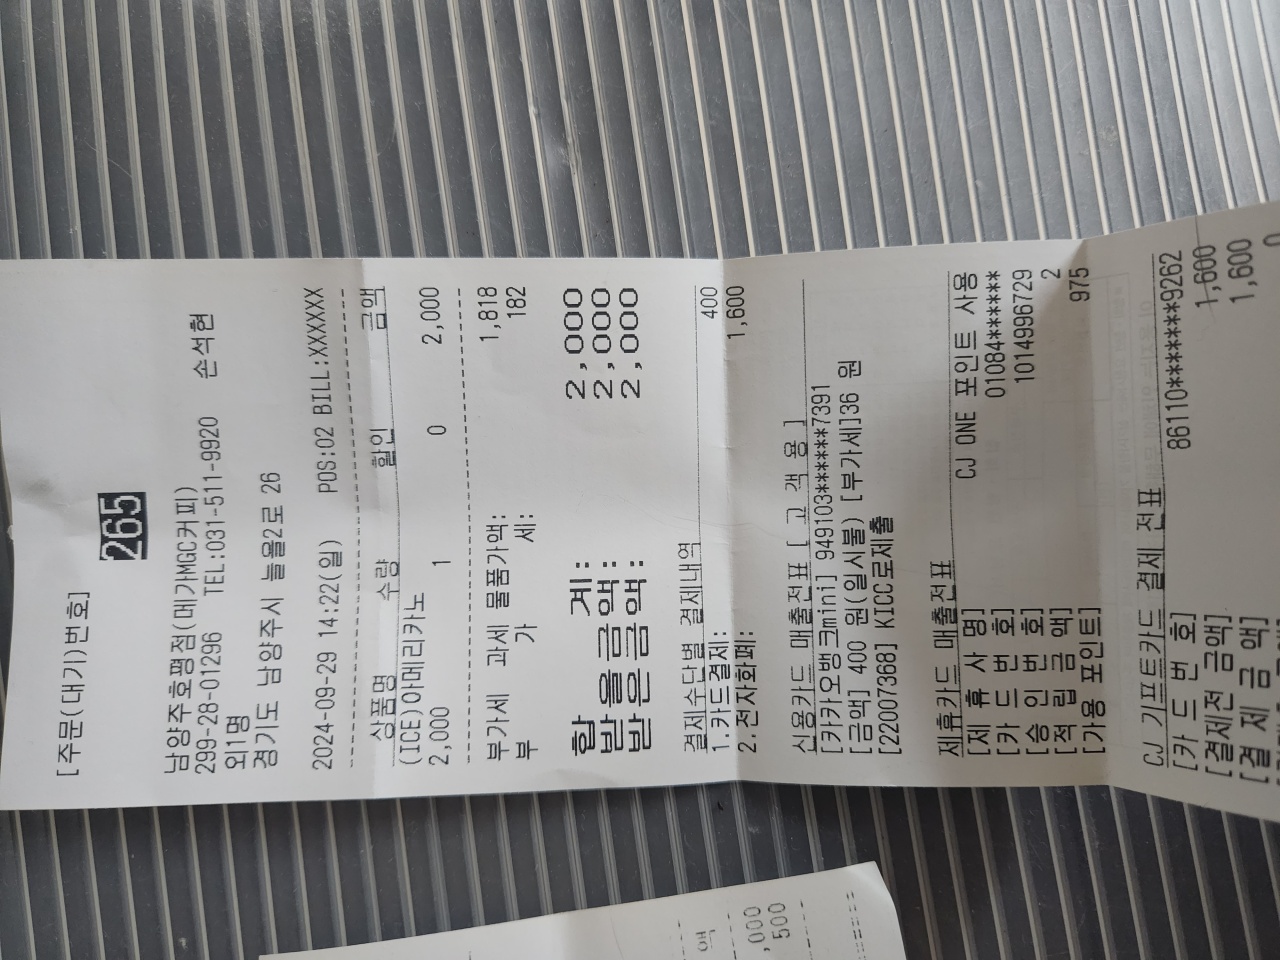 [주문(대기)번호]
265
남양주호평점(메가MGC커피)
299-28-01296 TEL:031-511-9920 손석현
외1명
경기도 남양주시 늘을2로 26
2024-09-29 14:22(일) POS:02 BILL:XXXXXX
상품명 수량 할인 금액
(ICE)아메리카노
2,000 1 0 2,000
부가세 과세 물품가액: 1,818
부 가 세: 182
합 계: 2,000
받을금액: 2,000
받은금액: 2,000
결제수단별 결제내역
1.카드결제: 400
2.전자화폐: 1,600
신용카드 매출전표 [ 고 객 용 ]
[카카오뱅크mini] 949103******7391
[금액] 400 원(일시불) [부가세]36 원
[22007368] KICC로제출
제휴카드 매출전표
[제 휴 사 명] CJ ONE 포인트 사용
[카 드 번 호] 01084******
[승 인 번 호] 1014996729
[적 립 금 액] 2
[가용 포인트] 975
CJ 기프트카드 결제 전표
[카 드 번 호] 86110*******9262
[결제전 금액] 1,600
[결 제 금 액] 1,600
0
액
,000
500